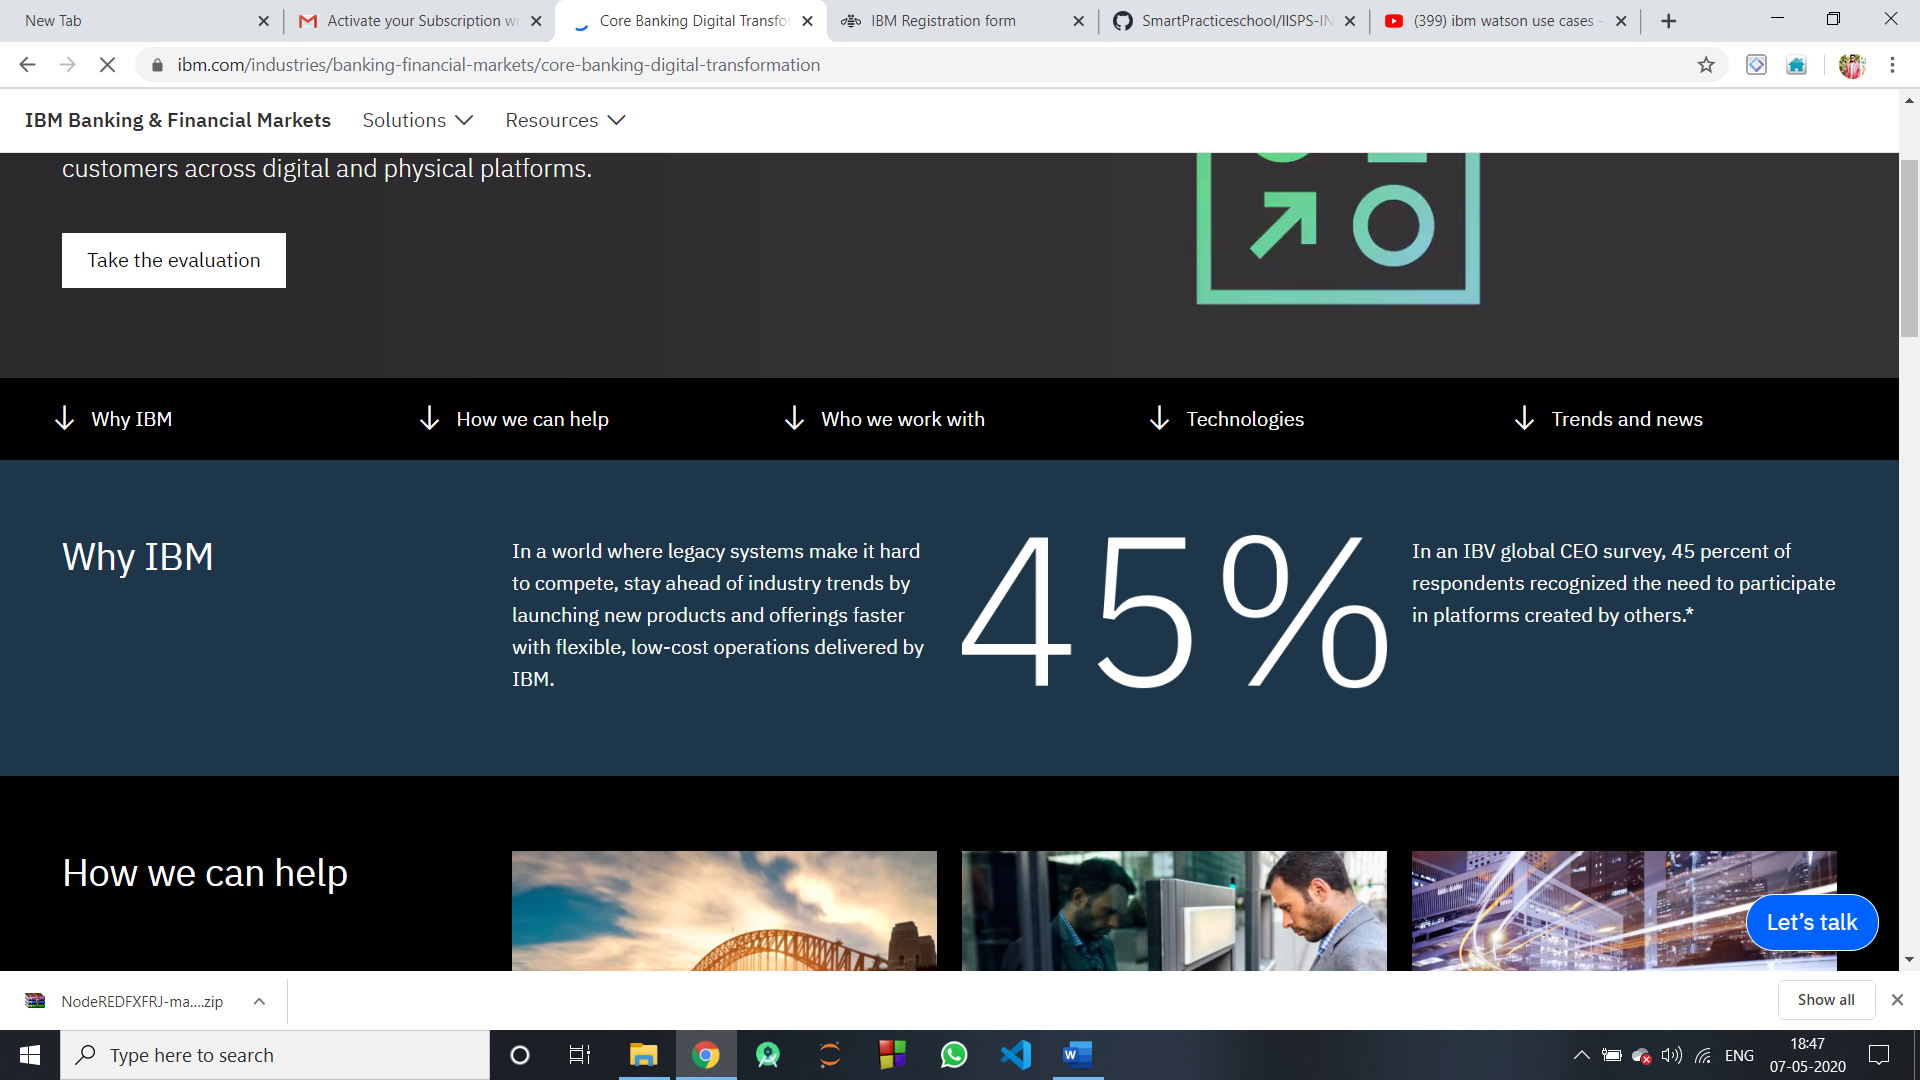 New Tab
Activate your Subscription wi
Core Banking Digital Transfo
IBM Registration form
SmartPracticeschool/IISPS-IN
(399) ibm watson use cases -
ibm.com/industries/banking-financial-markets/core-banking-digital-transformation
IBM Banking & Financial Markets
Solutions
Resources
customers across digital and physical platforms.
Take the evaluation
Why IBM
How we can help
Who we work with
Technologies
Trends and news
Why IBM
In a world where legacy systems make it hard
to compete, stay ahead of industry trends by
launching new products and offerings faster
with flexible, low-cost operations delivered by
IBM.
45%
In an IBV global CEO survey, 45 percent of
respondents recognized the need to participate
in platforms created by others.*
How we can help
Let’s talk
NodeREDFXFRJ-ma....zip
Show all
Type here to search
W
ENG
18:47
07-05-2020